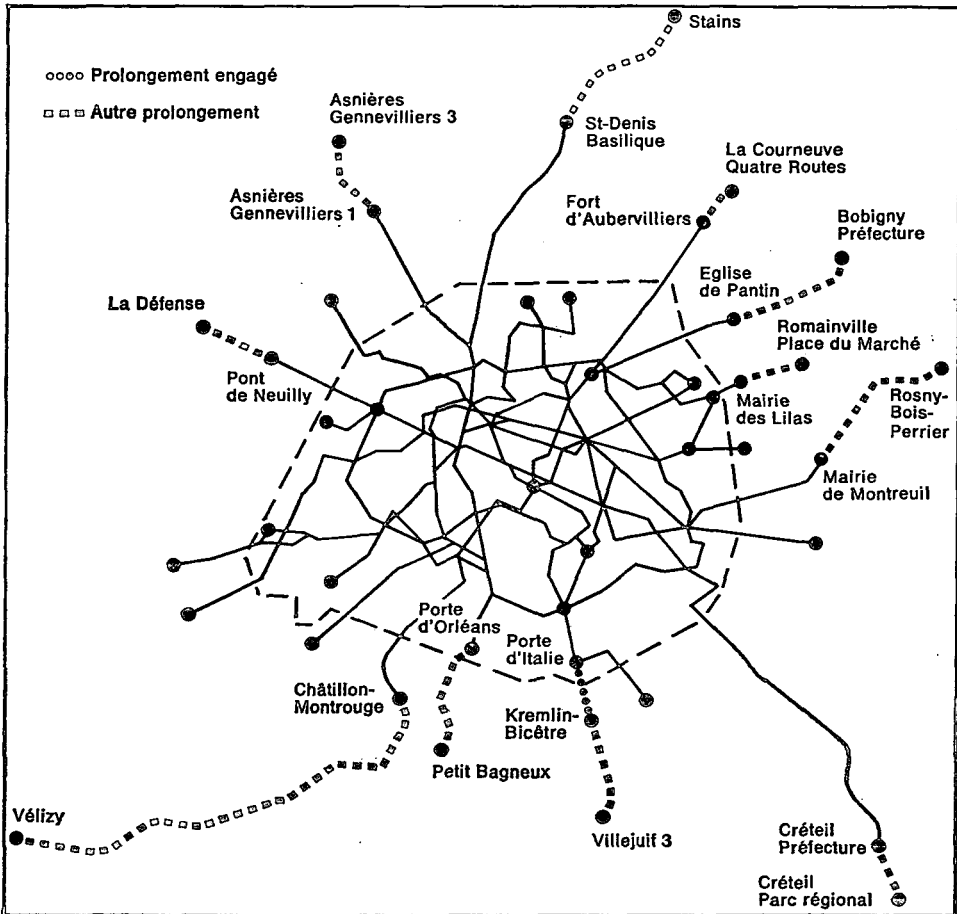 Stains
Prolongement engagé
Autre prolongement
Asnières
Gennevilliers 3
St-Denis
Basilique
La Courneuve
Quatre Routes
Asnières
Gennevilliers 1
Fort
d'Aubervilliers
Bobigny
Préfecture
Eglise
de Pantin
La Défense
Romainville
Place du Marché
Pont
de Neuilly
Mairie
des Lilas
Rosny-
Bois-
Perrier
Mairie
de Montreuil
Porte
d'Orléans
Porte
d'Italie
Châtillon-
Montrouge
Kremlin-
Bicêtre
Petit Bagneux
Vélizy
Villejuif 3
Créteil
Préfecture
Créteil
Parc régional